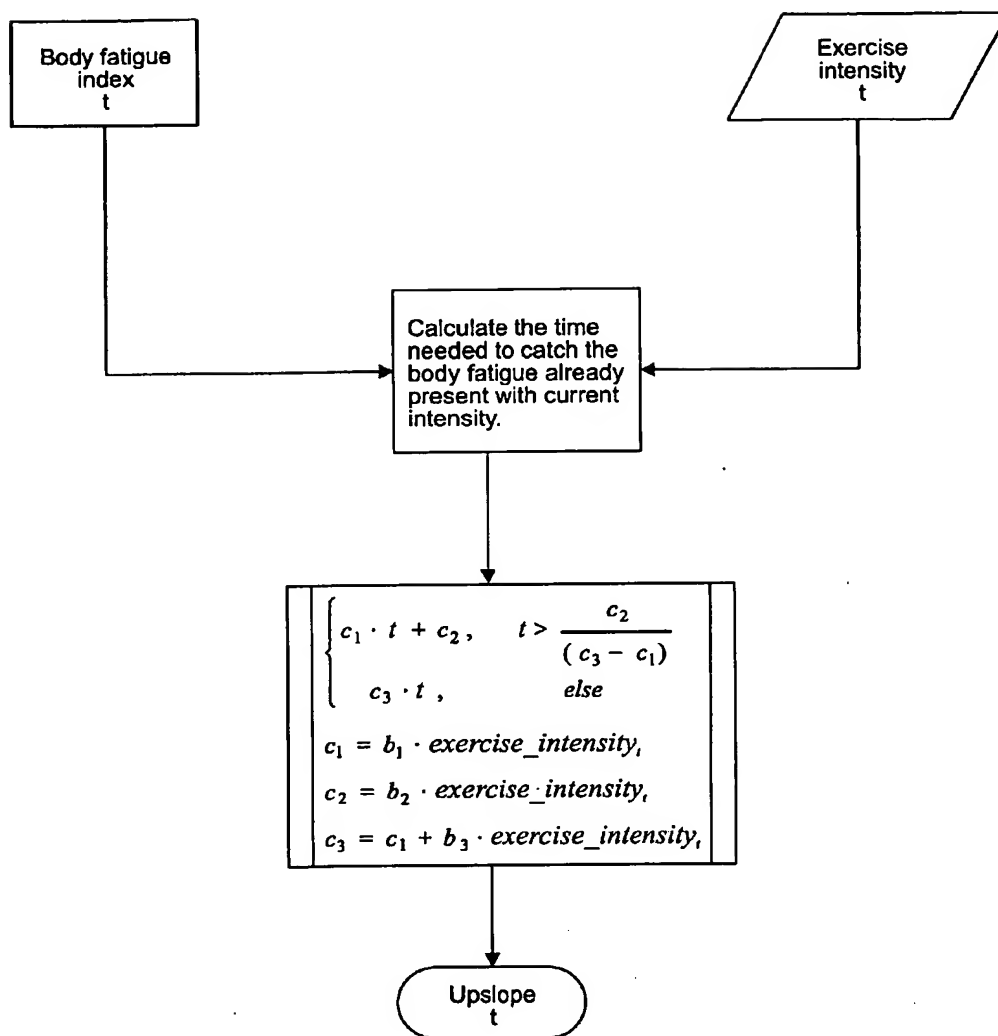 Body fatigue
index
t
Exercise
intensity
t
Calculate the time
needed to catch the
body fatigue already
present with current
intensity.
c₁ · t + c₂ , t > c₂ / ( c₃ − c₁ )
c₃ · t , else
c₁ = b₁ · exercise_intensityₜ
c₂ = b₂ · exercise_intensityₜ
c₃ = c₁ + b₃ · exercise_intensityₜ
Upslope
t